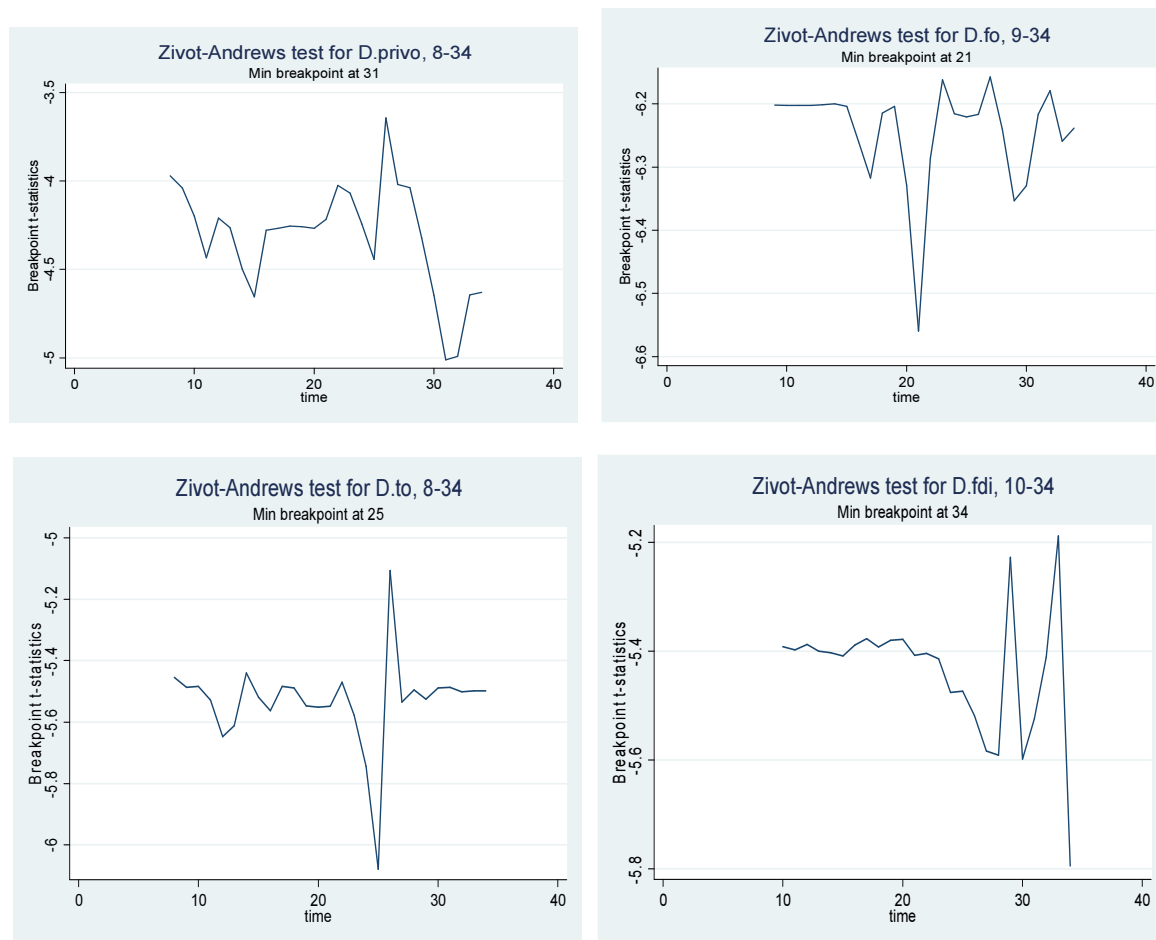 Zivot-Andrews test for D.privo, 8-34
Min breakpoint at 31
Breakpoint t-statistics
-3.5
-4
-4.5
-5
0 10 20 30 40
time
Zivot-Andrews test for D.fo, 9-34
Min breakpoint at 21
Breakpoint t-statistics
-6.2
-6.3
-6.4
-6.5
-6.6
0 10 20 30 40
time
Zivot-Andrews test for D.to, 8-34
Min breakpoint at 25
Breakpoint t-statistics
-5
-5.2
-5.4
-5.6
-5.8
-6
0 10 20 30 40
time
Zivot-Andrews test for D.fdi, 10-34
Min breakpoint at 34
Breakpoint t-statistics
-5.2
-5.4
-5.6
-5.8
0 10 20 30 40
time